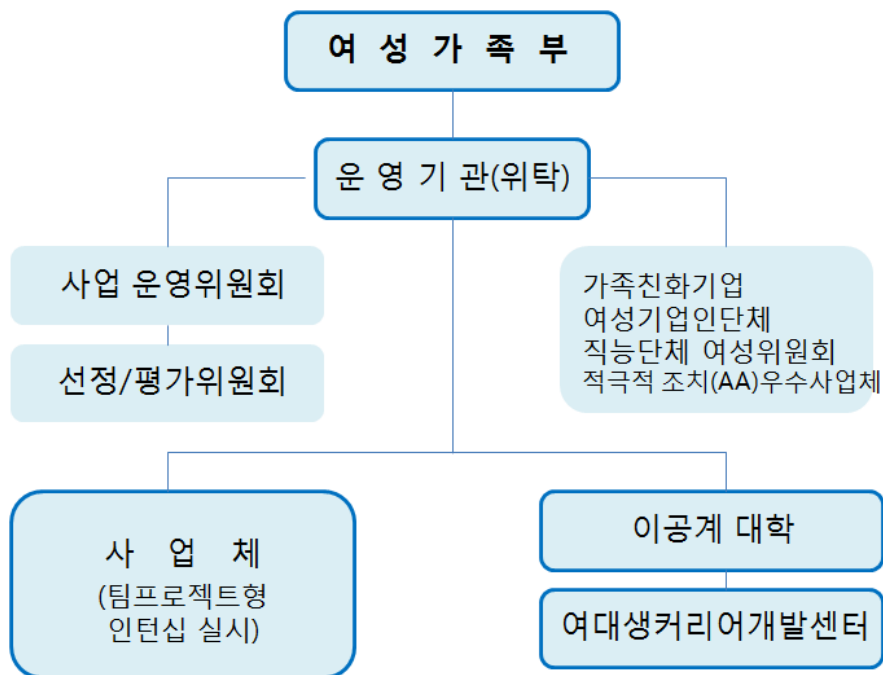 여 성 가 족 부
운 영 기 관(위탁)
사업 운영위원회
선정/평가위원회
가족친화기업
여성기업인단체
직능단체 여성위원회
적극적 조치(AA)우수사업체
사 업 체
(팀프로젝트형
인턴십 실시)
이공계 대학
여대생커리어개발센터